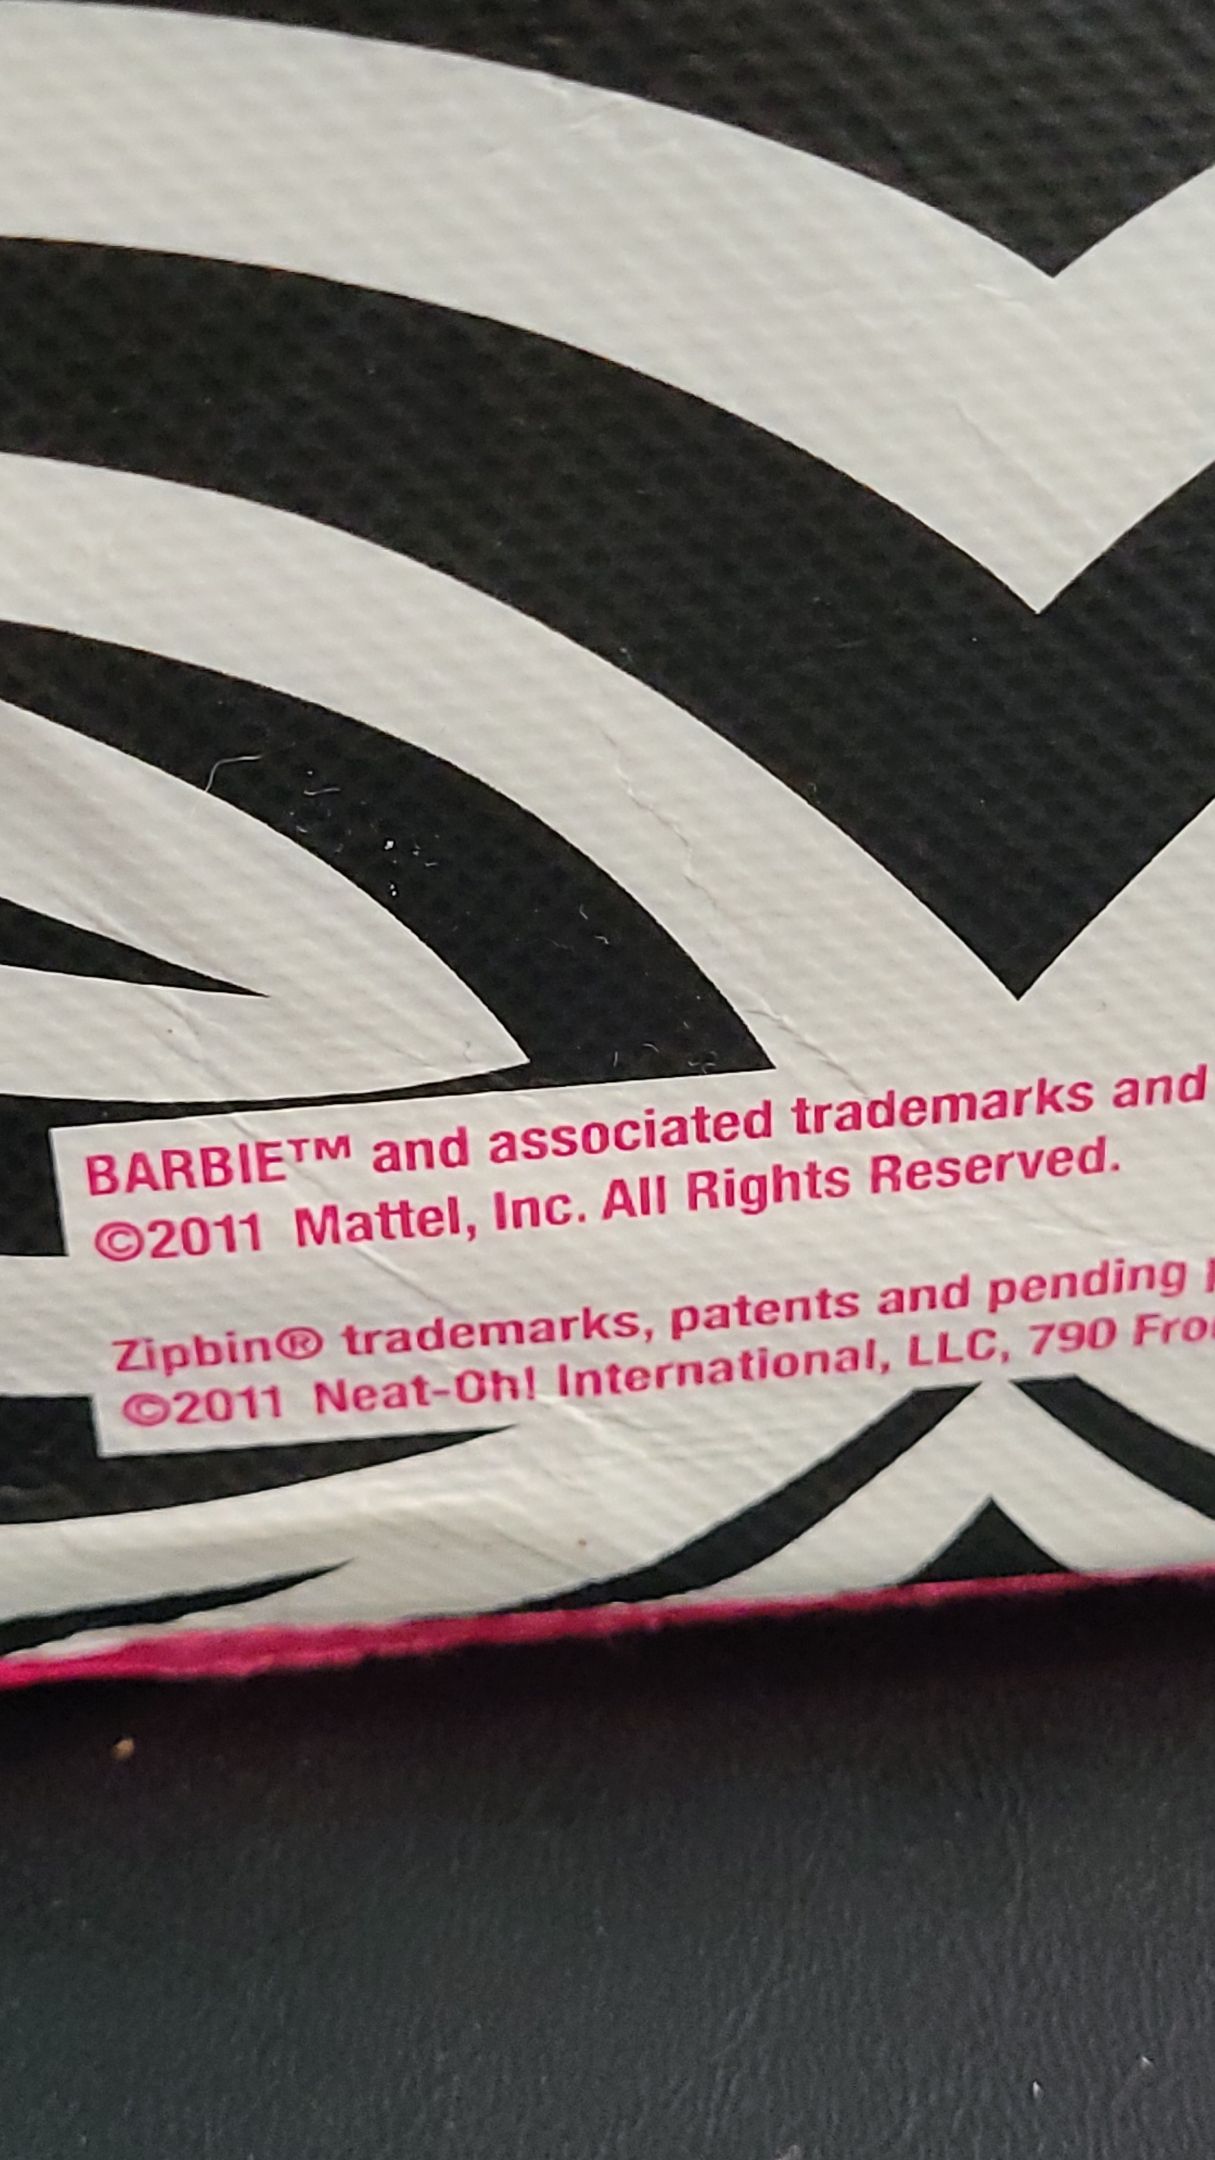 BARBIE™ and associated trademarks and
©2011 Mattel, Inc. All Rights Reserved.
Zipbin® trademarks, patents and pending
©2011 Neat-Oh! International, LLC, 790